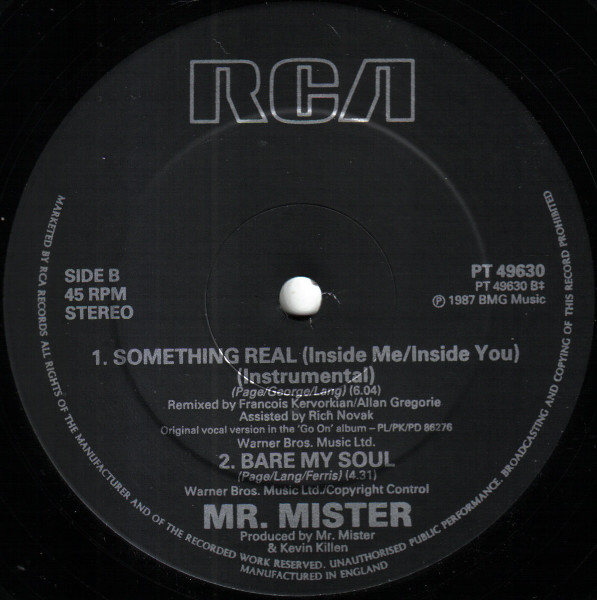 RCA
SIDE B
45 RPM
STEREO
PT 49630
PT 49630 B‡
℗ 1987 BMG Music
1. SOMETHING REAL (Inside Me/Inside You)
(Instrumental)
(Page/George/Lang) (6.04)
Remixed by Francois Kervorkian/Allan Gregorie
Assisted by Rich Novak
Original vocal version in the 'Go On' album – PL/PK/PD 86276
Warner Bros. Music Ltd.
2. BARE MY SOUL
(Page/Lang/Ferris) (4.31)
Warner Bros. Music Ltd./Copyright Control
MR. MISTER
Produced by Mr. Mister
& Kevin Killen
MARKETED BY RCA RECORDS. ALL RIGHTS OF THE MANUFACTURER AND OF THE RECORDED WORK RESERVED. UNAUTHORISED PUBLIC PERFORMANCE, BROADCASTING AND COPYING OF THIS RECORD PROHIBITED
MANUFACTURED IN ENGLAND